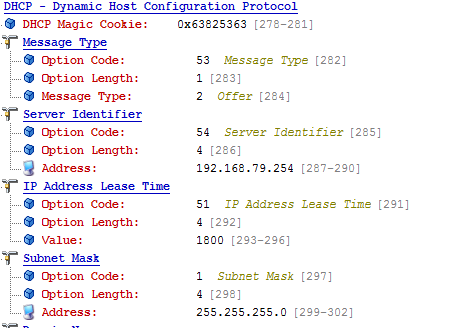 DHCP - Dynamic Host Configuration Protocol
DHCP Magic Cookie: 0x63825363 [278-281]
Message Type
Option Code: 53 Message Type [282]
Option Length: 1 [283]
Message Type: 2 Offer [284]
Server Identifier
Option Code: 54 Server Identifier [285]
Option Length: 4 [286]
Address: 192.168.79.254 [287-290]
IP Address Lease Time
Option Code: 51 IP Address Lease Time [291]
Option Length: 4 [292]
Value: 1800 [293-296]
Subnet Mask
Option Code: 1 Subnet Mask [297]
Option Length: 4 [298]
Address: 255.255.255.0 [299-302]